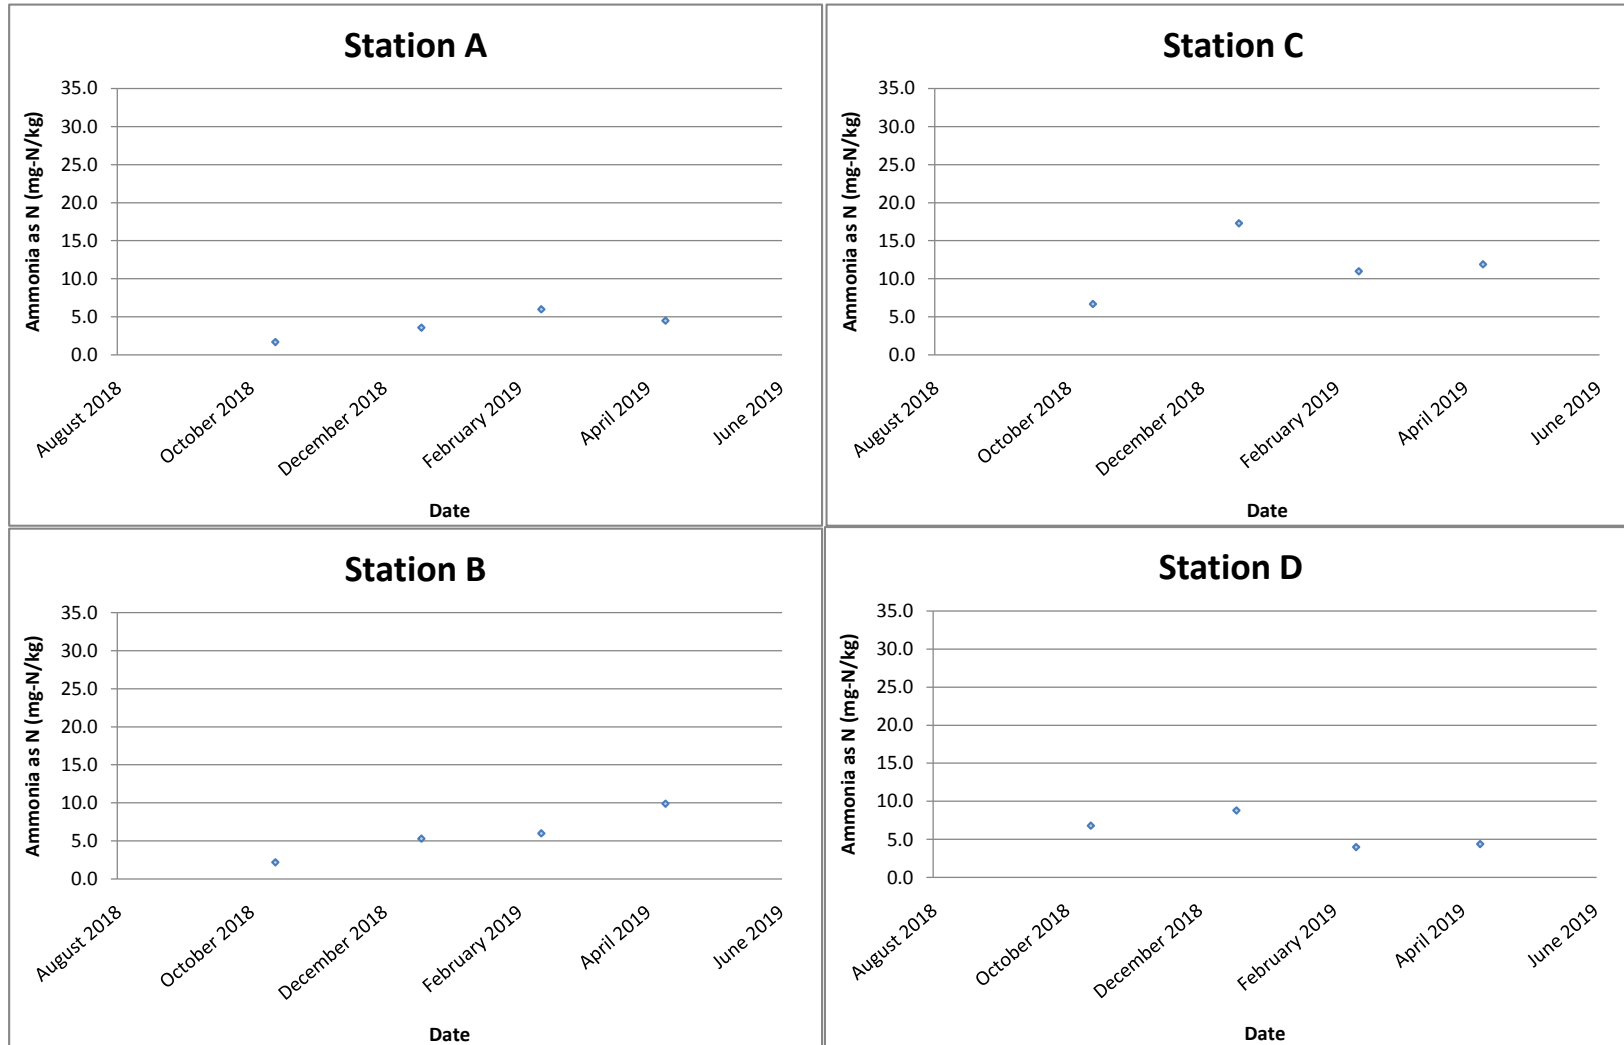 Station A
Ammonia as N (mg-N/kg)
35.0
30.0
25.0
20.0
15.0
10.0
5.0
0.0
August 2018
October 2018
December 2018
February 2019
April 2019
June 2019
Date
Station C
Ammonia as N (mg-N/kg)
35.0
30.0
25.0
20.0
15.0
10.0
5.0
0.0
August 2018
October 2018
December 2018
February 2019
April 2019
June 2019
Date
Station B
Ammonia as N (mg-N/kg)
35.0
30.0
25.0
20.0
15.0
10.0
5.0
0.0
August 2018
October 2018
December 2018
February 2019
April 2019
June 2019
Date
Station D
Ammonia as N (mg-N/kg)
35.0
30.0
25.0
20.0
15.0
10.0
5.0
0.0
August 2018
October 2018
December 2018
February 2019
April 2019
June 2019
Date